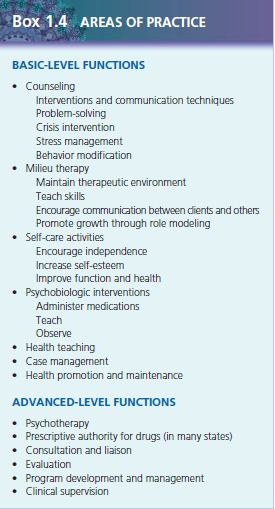 Box 1.4 AREAS OF PRACTICE
BASIC-LEVEL FUNCTIONS
• Counseling
Interventions and communication techniques
Problem-solving
Crisis intervention
Stress management
Behavior modification
• Milieu therapy
Maintain therapeutic environment
Teach skills
Encourage communication between clients and others
Promote growth through role modeling
• Self-care activities
Encourage independence
Increase self-esteem
Improve function and health
• Psychobiologic interventions
Administer medications
Teach
Observe
• Health teaching
• Case management
• Health promotion and maintenance
ADVANCED-LEVEL FUNCTIONS
• Psychotherapy
• Prescriptive authority for drugs (in many states)
• Consultation and liaison
• Evaluation
• Program development and management
• Clinical supervision